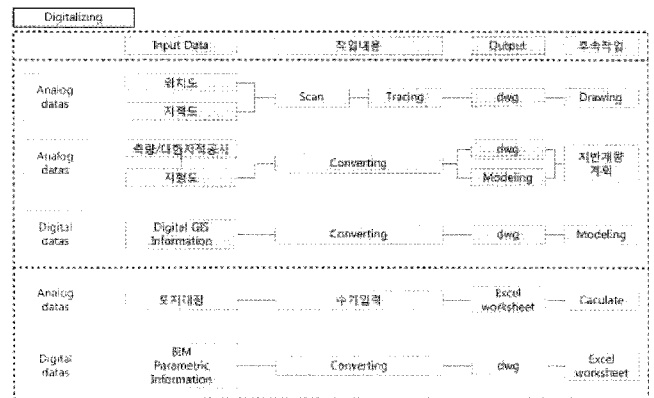 Digitalizing
Input Data 작업내용 Output 후속작업
Analog
datas
위치도
지적도
Scan Tracing dwg Drawing
Analog
datas
측량/대한지적공사
지형도
Converting
dwg
Modeling
지반개량
계획
Digital
datas
Digital GIS
Information
Converting dwg Modeling
Analog
datas
토지대장 수기입력
Excel
worksheet
Caculate
Digital
datas
BIM
Parametric
Information
Converting dwg
Excel
worksheet